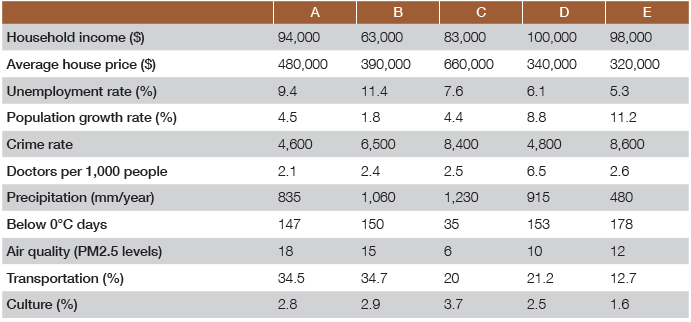 A B C D E
Household income ($) 94,000 63,000 83,000 100,000 98,000
Average house price ($) 480,000 390,000 660,000 340,000 320,000
Unemployment rate (%) 9.4 11.4 7.6 6.1 5.3
Population growth rate (%) 4.5 1.8 4.4 8.8 11.2
Crime rate 4,600 6,500 8,400 4,800 8,600
Doctors per 1,000 people 2.1 2.4 2.5 6.5 2.6
Precipitation (mm/year) 835 1,060 1,230 915 480
Below 0°C days 147 150 35 153 178
Air quality (PM2.5 levels) 18 15 6 10 12
Transportation (%) 34.5 34.7 20 21.2 12.7
Culture (%) 2.8 2.9 3.7 2.5 1.6